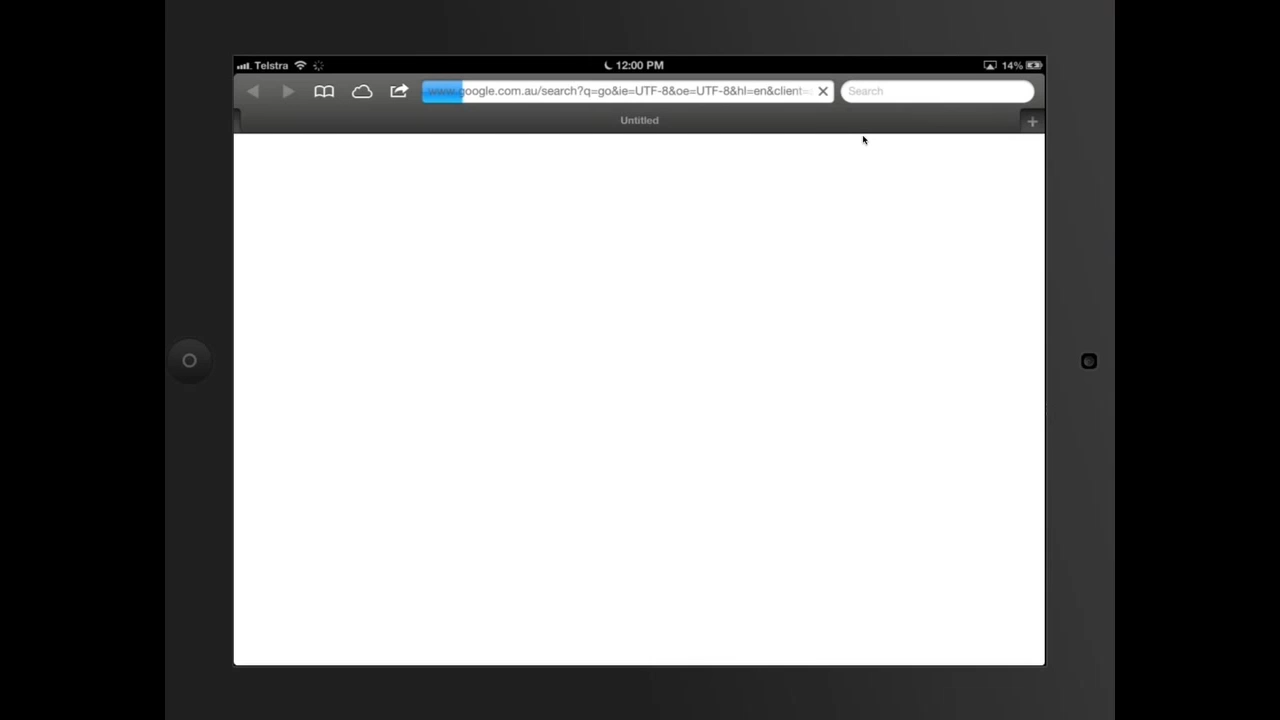 Telstra 12:00 PM 14%
www.google.com.au/search?q=go&ie=UTF-8&oe=UTF-8&hl=en&client= Search
Untitled